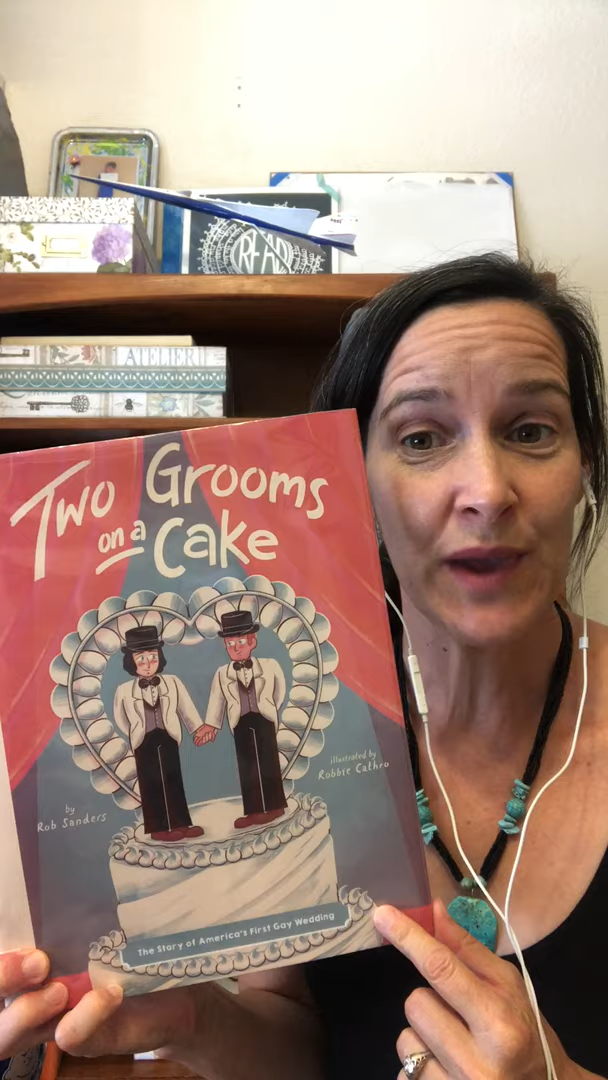 READ
ATELIER
Two Grooms
on a Cake
illustrated by
Robbie Cathro
by
Rob Sanders
The Story of America's First Gay Wedding